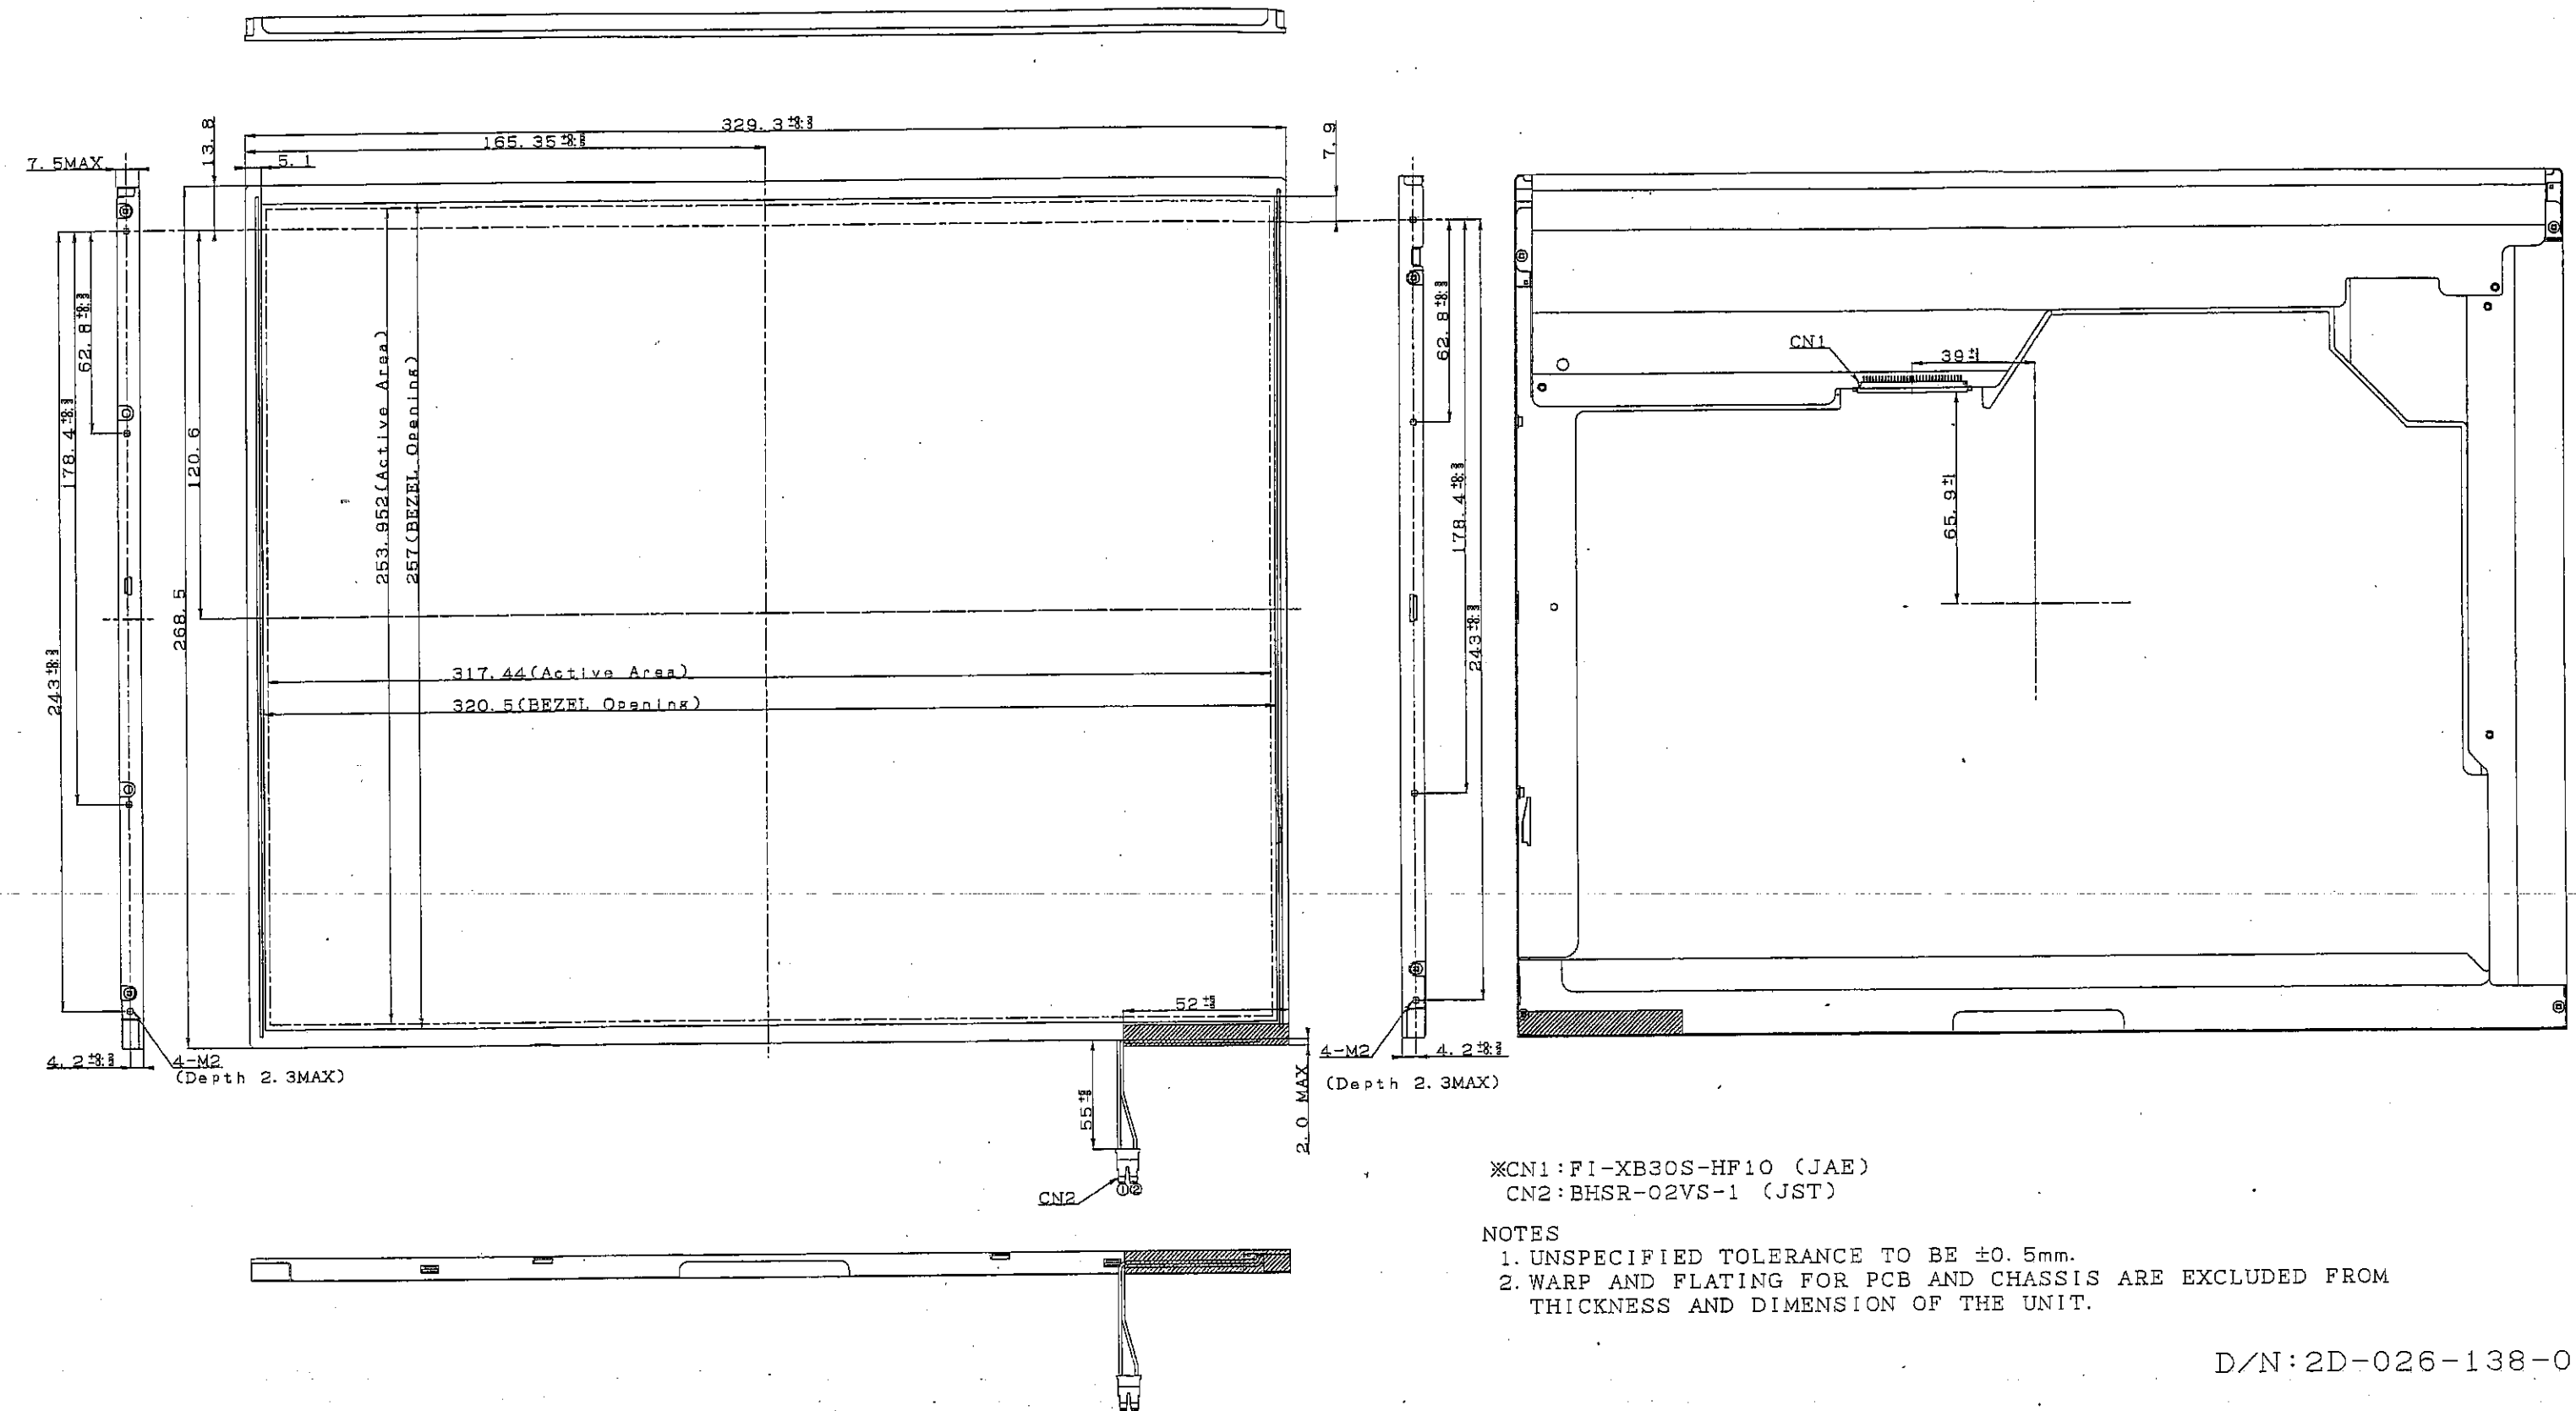 329.3
165.35
5.1
13.8
7.9
7.5MAX
62.8
178.4
243
120.6
268.5
253.952(Active Area)
257(BEZEL Opening)
317.44(Active Area)
320.5(BEZEL Opening)
62.8
178.4
243
CN1
39±1
65.9±1
52
4.2
4-M2
(Depth 2.3MAX)
55
2.0 MAX
4-M2
4.2
(Depth 2.3MAX)
CN2
①②
※CN1:FI-XB30S-HF10 (JAE)
CN2:BHSR-02VS-1 (JST)
NOTES
1. UNSPECIFIED TOLERANCE TO BE ±0.5mm.
2. WARP AND FLATING FOR PCB AND CHASSIS ARE EXCLUDED FROM
THICKNESS AND DIMENSION OF THE UNIT.
D/N:2D-026-138-0